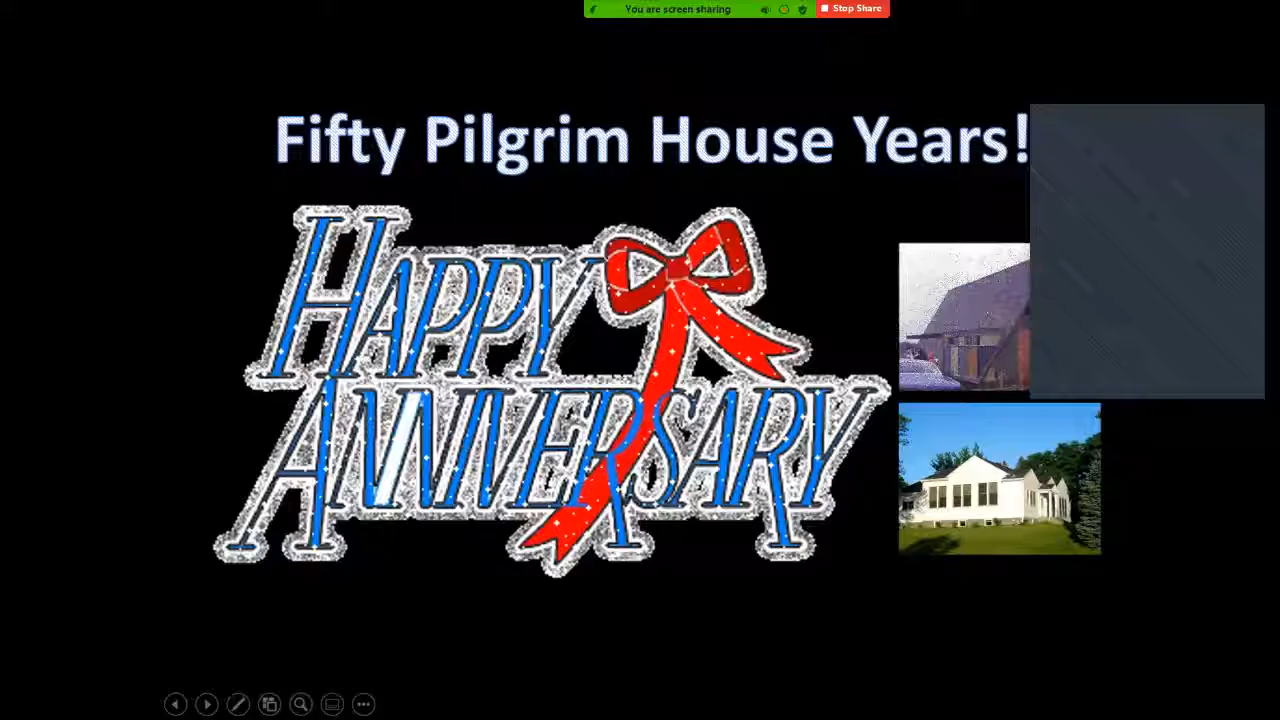 You are screen sharing
Stop Share
Fifty Pilgrim House Years!
HAPPY
ANNIVERSARY